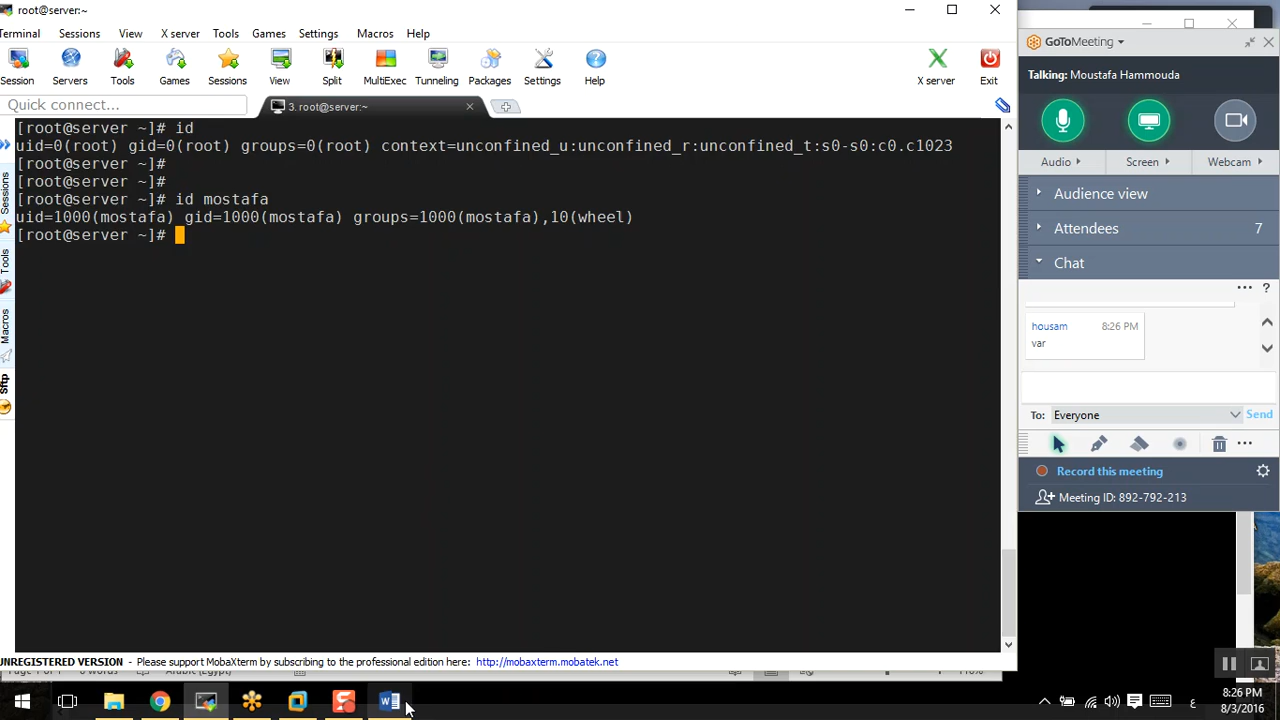 root@server:~
Terminal Sessions View X server Tools Games Settings Macros Help
Session Servers Tools Games Sessions View Split MultiExec Tunneling Packages Settings Help X server Exit
Quick connect...
3. root@server:~
[root@server ~]# id
uid=0(root) gid=0(root) groups=0(root) context=unconfined_u:unconfined_r:unconfined_t:s0-s0:c0.c1023
[root@server ~]#
[root@server ~]#
[root@server ~]# id mostafa
uid=1000(mostafa) gid=1000(mostafa) groups=1000(mostafa),10(wheel)
[root@server ~]#
Sessions
Tools
Macros
Sftp
UNREGISTERED VERSION - Please support MobaXterm by subscribing to the professional edition here: http://mobaxterm.mobatek.net
GoToMeeting
Talking: Moustafa Hammouda
Audio Screen Webcam
Audience view
Attendees 7
Chat
?
housam 8:26 PM
var
To: Everyone Send
Record this meeting
Meeting ID: 892-792-213
ع
8:26 PM
8/3/2016